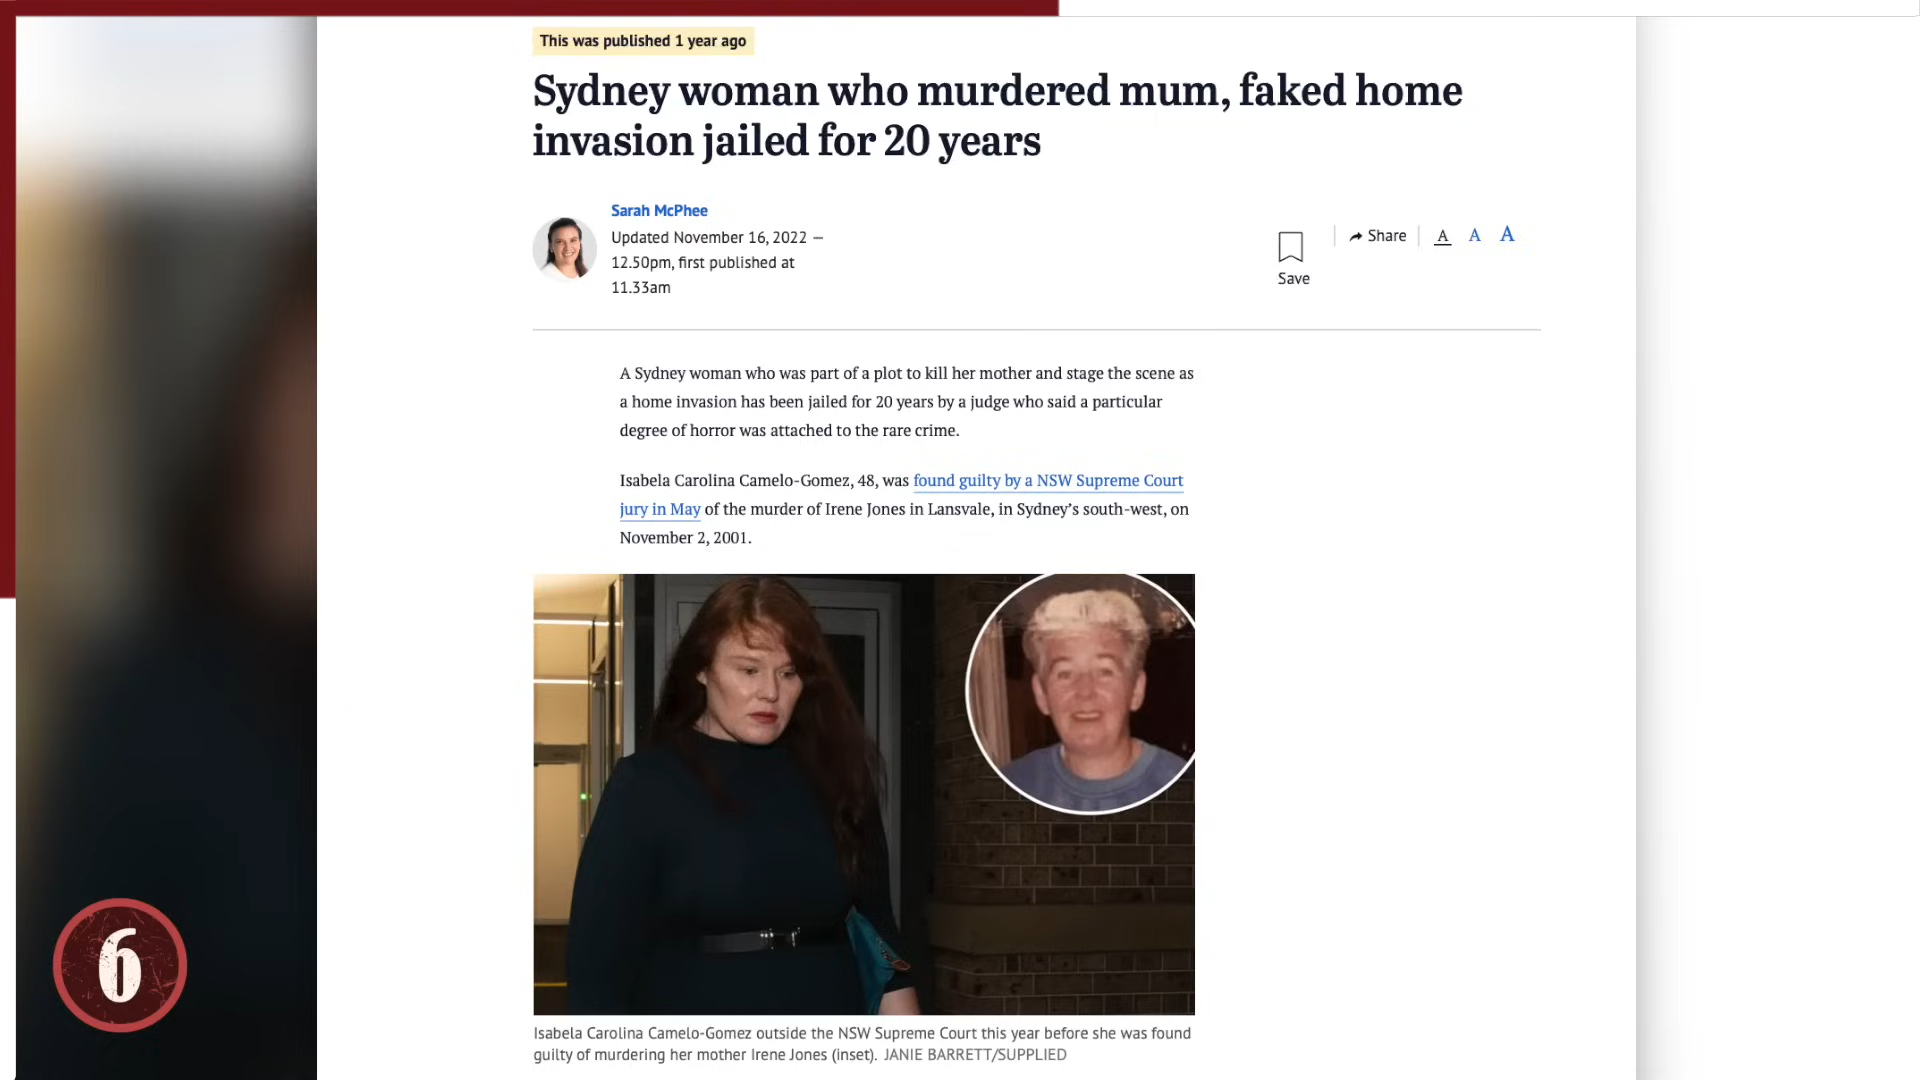 This was published 1 year ago
Sydney woman who murdered mum, faked home
invasion jailed for 20 years
Sarah McPhee
Updated November 16, 2022 —
12.50pm, first published at
11.33am
Save
Share
A A A
A Sydney woman who was part of a plot to kill her mother and stage the scene as
a home invasion has been jailed for 20 years by a judge who said a particular
degree of horror was attached to the rare crime.
Isabela Carolina Camelo-Gomez, 48, was found guilty by a NSW Supreme Court
jury in May of the murder of Irene Jones in Lansvale, in Sydney’s south-west, on
November 2, 2001.
Isabela Carolina Camelo-Gomez outside the NSW Supreme Court this year before she was found
guilty of murdering her mother Irene Jones (inset). JANIE BARRETT/SUPPLIED
6